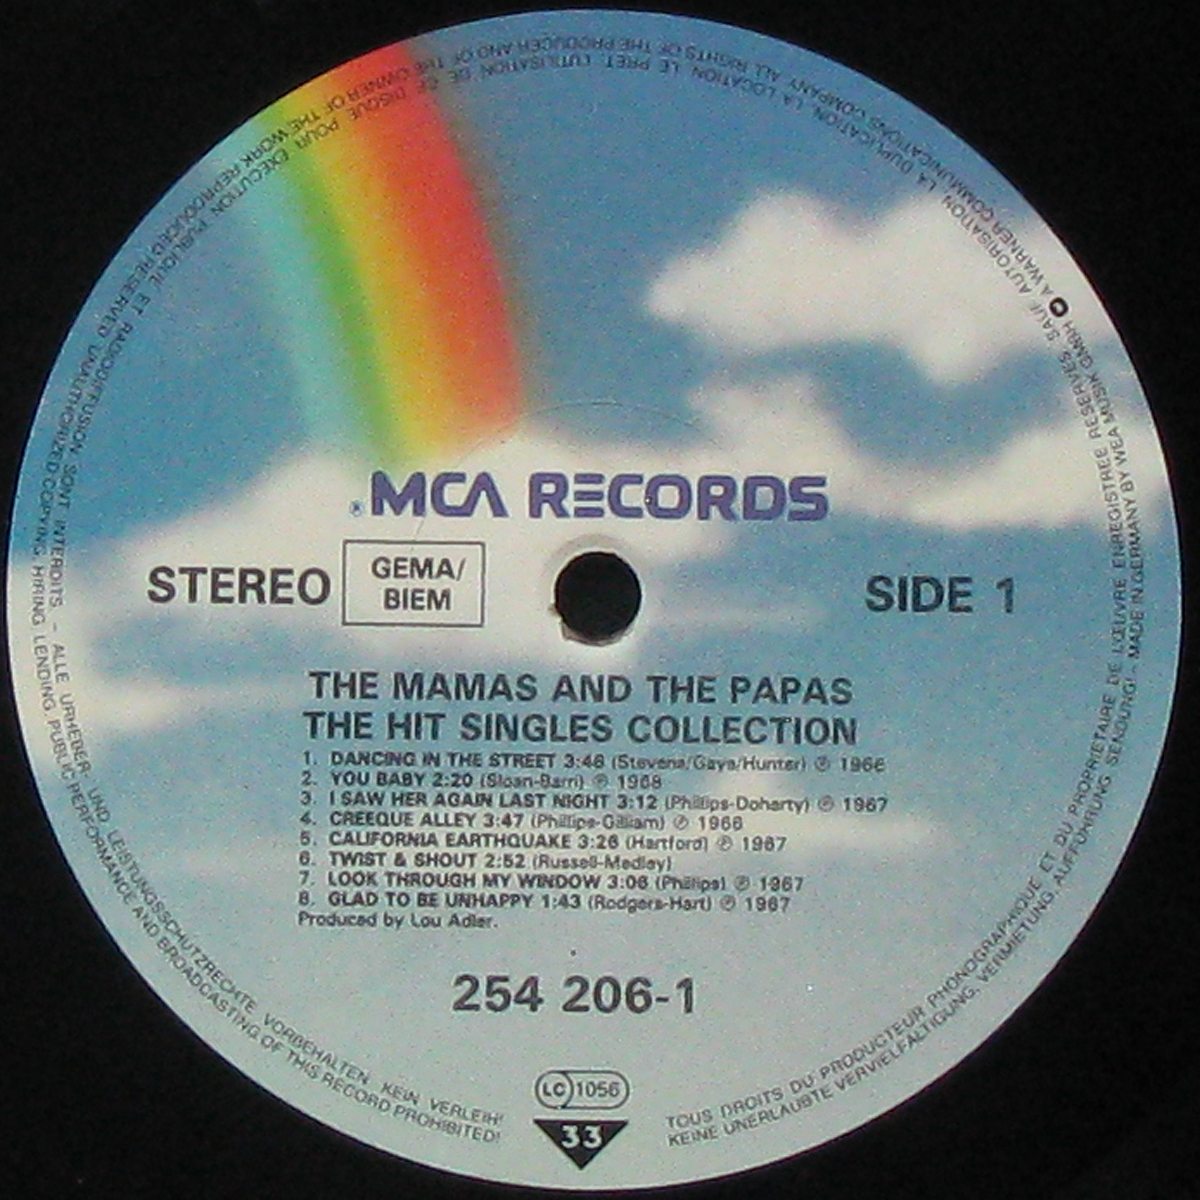 ® MCA RECORDS
STEREO
GEMA/
BIEM
SIDE 1
THE MAMAS AND THE PAPAS
THE HIT SINGLES COLLECTION
1. DANCING IN THE STREET 3:46 (Stevens/Gaye/Hunter) ℗ 1966
2. YOU BABY 2:20 (Sloan-Barri) ℗ 1968
3. I SAW HER AGAIN LAST NIGHT 3:12 (Phillips-Doharty) ℗ 1967
4. CREEQUE ALLEY 3:47 (Phillips-Gilliam) ℗ 1966
5. CALIFORNIA EARTHQUAKE 3:26 (Hartford) ℗ 1967
6. TWIST & SHOUT 2:52 (Russell-Medley)
7. LOOK THROUGH MY WINDOW 3:06 (Philips) ℗ 1967
8. GLAD TO BE UNHAPPY 1:43 (Rodgers-Hart) ℗ 1967
Produced by Lou Adler.
254 206-1
LC 1056
33
TOUS DROITS DU PRODUCTEUR PHONOGRAPHIQUE ET DU PROPRIETAIRE DE L'ŒUVRE ENREGISTREE RESERVES. SAUF AUTORISATION, LA DUPLICATION, LA LOCATION, LE PRET, L'UTILISATION DE CE DISQUE POUR EXECUTION PUBLIQUE ET RADIODIFFUSION SONT INTERDITS – ALLE URHEBER- UND LEISTUNGSSCHUTZRECHTE VORBEHALTEN. KEIN VERLEIH!
KEINE UNERLAUBTE VERVIELFÄLTIGUNG, VERMIETUNG, AUFFÜHRUNG, SENDUNG! – MADE IN GERMANY BY WEA MUSIK GMBH A WARNER COMMUNICATIONS COMPANY ALL RIGHTS OF THE PRODUCER AND OF THE OWNER OF THE WORK REPRODUCED RESERVED. UNAUTHORIZED COPYING, HIRING, LENDING, PUBLIC PERFORMANCE AND BROADCASTING OF THIS RECORD PROHIBITED!